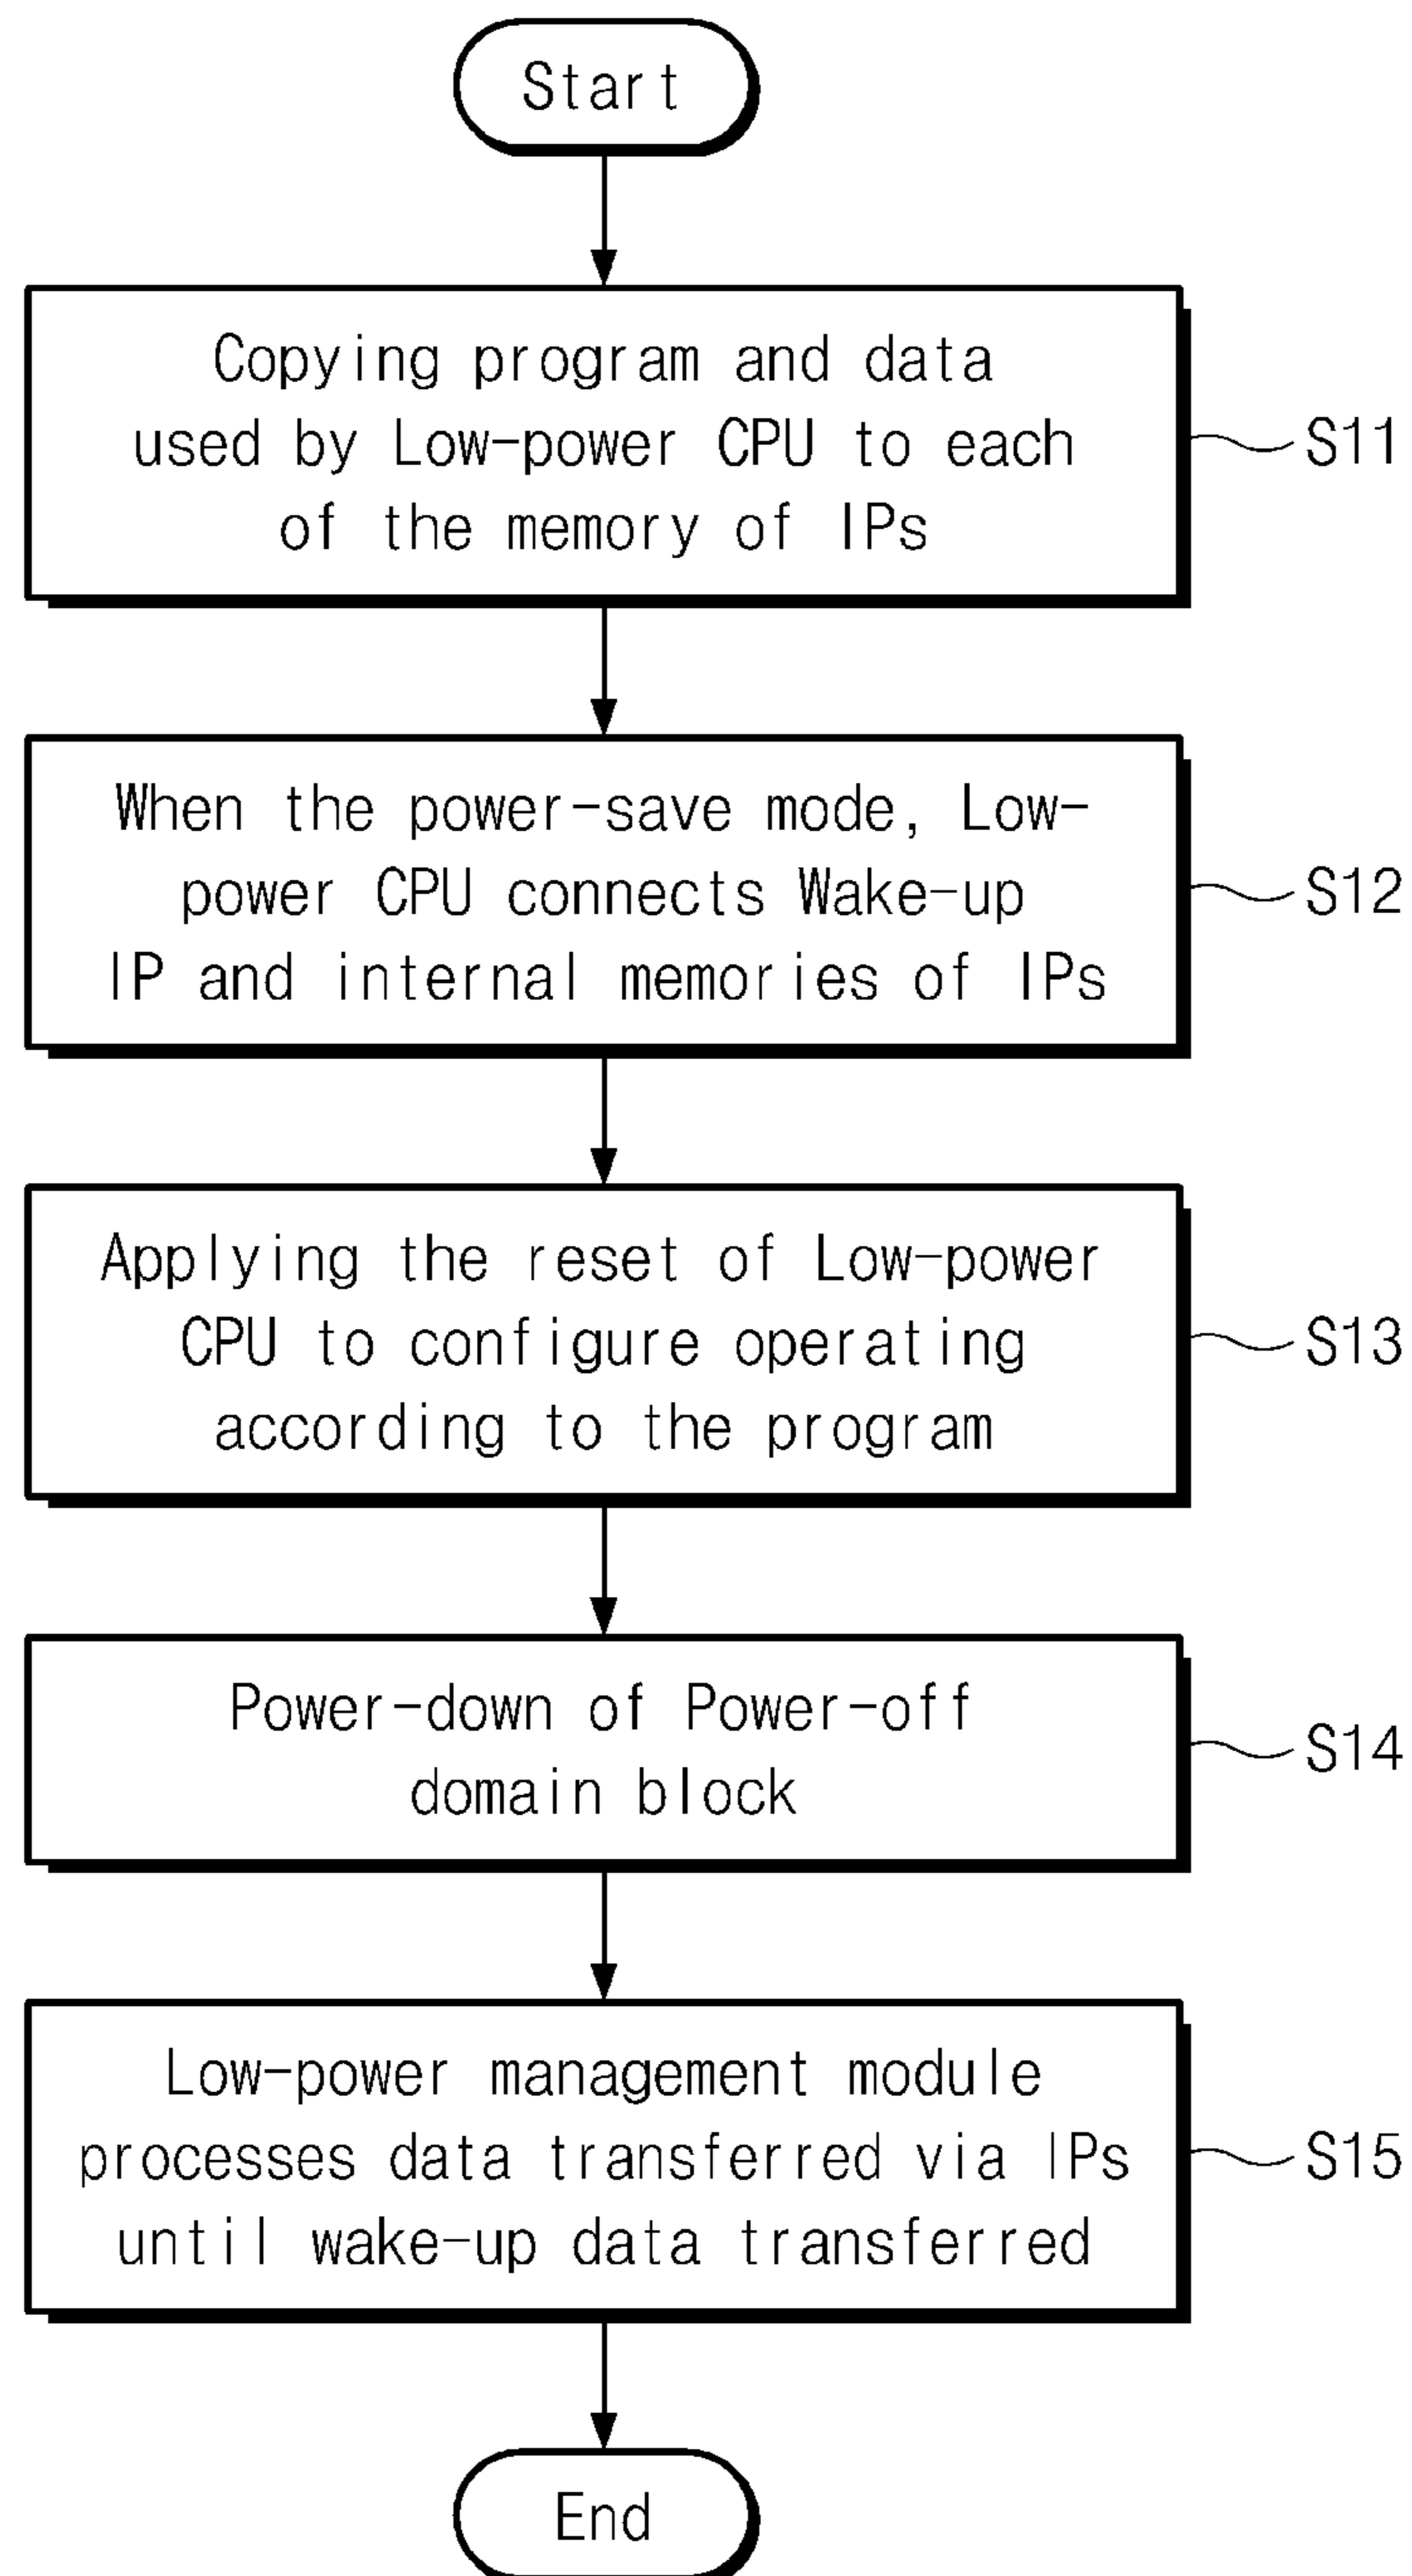 Start
Copying program and data
used by Low-power CPU to each
of the memory of IPs
S11
When the power-save mode, Low-
power CPU connects Wake-up
IP and internal memories of IPs
S12
Applying the reset of Low-power
CPU to configure operating
according to the program
S13
Power-down of Power-off
domain block
S14
Low-power management module
processes data transferred via IPs
until wake-up data transferred
S15
End